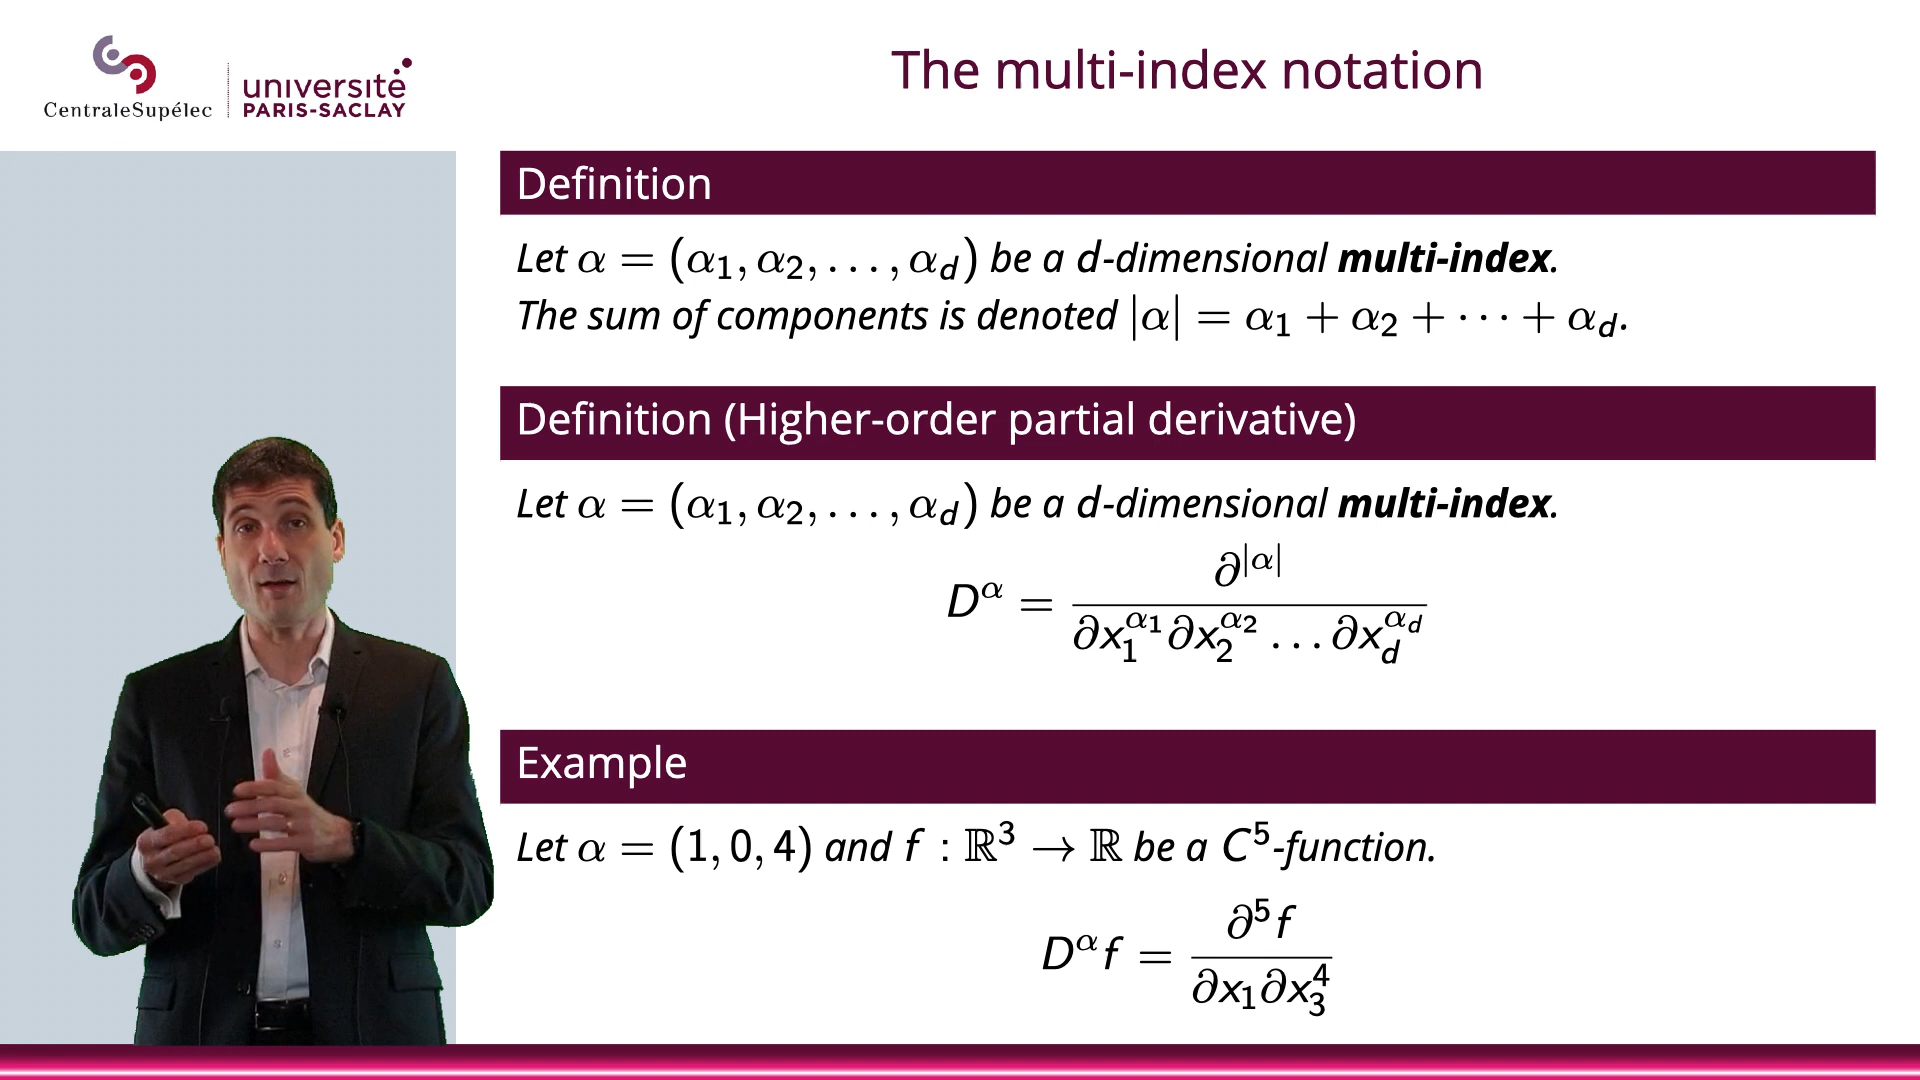 CentraleSupélec
université
PARIS-SACLAY
The multi-index notation
Definition
Let α = (α₁, α₂, . . . , α_d) be a d-dimensional multi-index.
The sum of components is denoted |α| = α₁ + α₂ + · · · + α_d.
Definition (Higher-order partial derivative)
Let α = (α₁, α₂, . . . , α_d) be a d-dimensional multi-index.
D^α = ∂^|α| / ∂x₁^α₁ ∂x₂^α₂ . . . ∂x_d^α_d
Example
Let α = (1, 0, 4) and f : ℝ³ → ℝ be a C⁵-function.
D^α f = ∂⁵f / ∂x₁∂x₃⁴